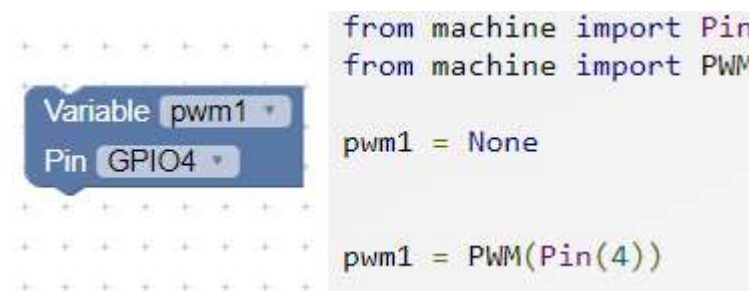 Variable pwm1
Pin GPIO4
from machine import Pin
from machine import PWM
pwm1 = None
pwm1 = PWM(Pin(4))